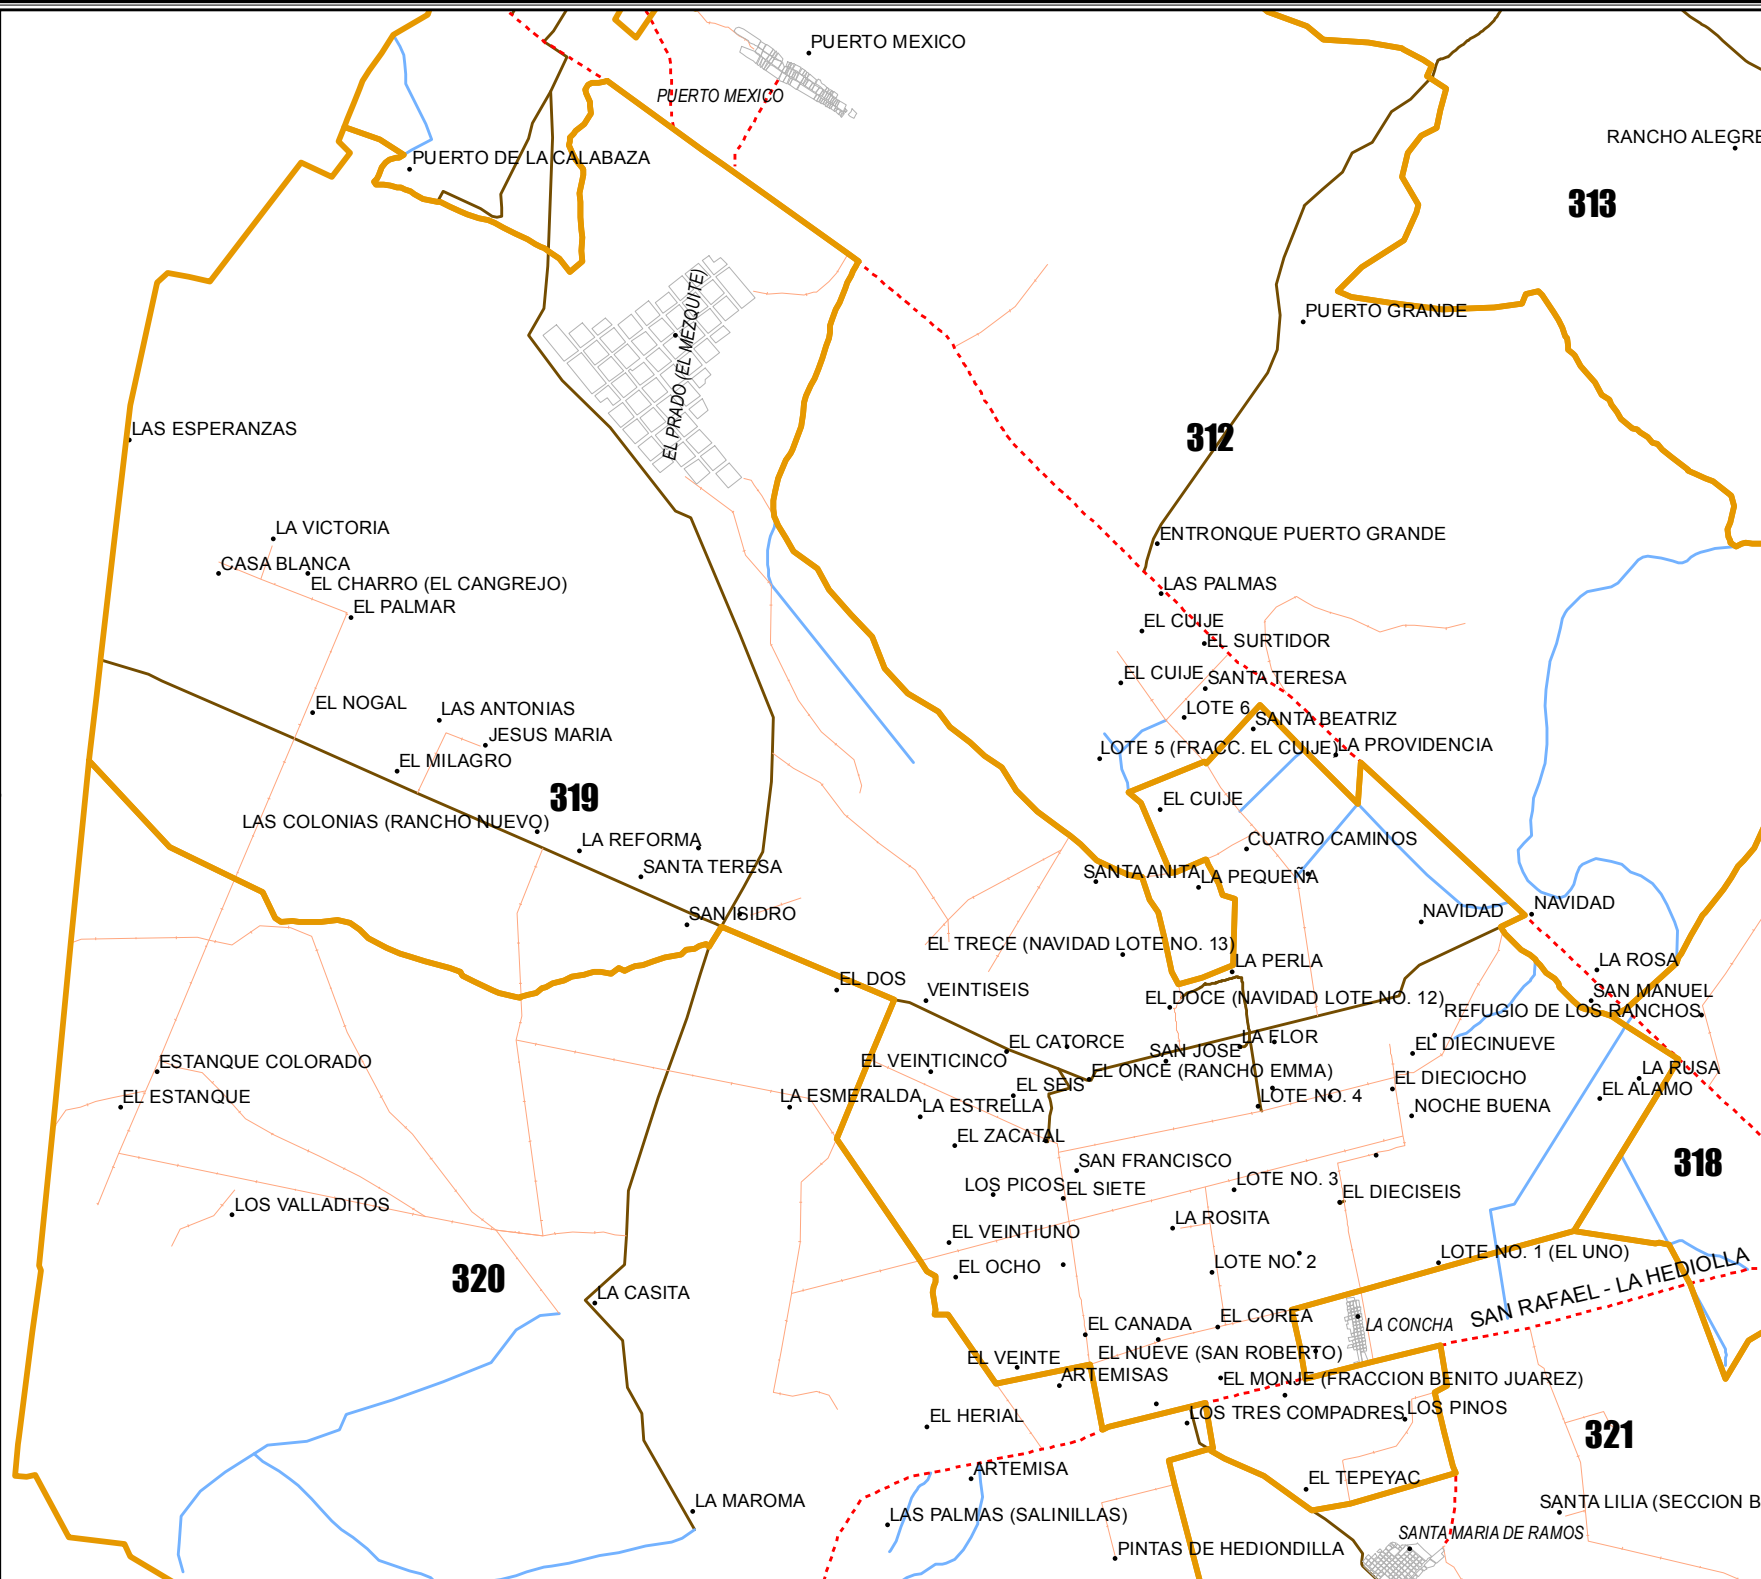 PUERTO MEXICO
PUERTO MEXICO
RANCHO ALEGRE
PUERTO DE LA CALABAZA
313
EL PRADO (EL MEZQUITE)
PUERTO GRANDE
LAS ESPERANZAS
312
LA VICTORIA
ENTRONQUE PUERTO GRANDE
CASA BLANCA
EL CHARRO (EL CANGREJO)
LAS PALMAS
EL PALMAR
EL CUIJE
EL SURTIDOR
EL CUIJE
SANTA TERESA
EL NOGAL
LAS ANTONIAS
LOTE 6
SANTA BEATRIZ
JESUS MARIA
LOTE 5 (FRACC. EL CUIJE)
LA PROVIDENCIA
EL MILAGRO
319
EL CUIJE
LAS COLONIAS (RANCHO NUEVO)
LA REFORMA
CUATRO CAMINOS
SANTA TERESA
SANTA ANITA
LA PEQUEÑA
SAN ISIDRO
NAVIDAD
NAVIDAD
EL TRECE (NAVIDAD LOTE NO. 13)
LA PERLA
LA ROSA
EL DOS
VEINTISEIS
EL DOCE (NAVIDAD LOTE NO. 12)
SAN MANUEL
REFUGIO DE LOS RANCHOS
EL CATORCE
LA FLOR
EL DIECINUEVE
ESTANQUE COLORADO
EL VEINTICINCO
SAN JOSE
EL ONCE (RANCHO EMMA)
LA RUSA
EL SEIS
EL DIECIOCHO
EL ALAMO
EL ESTANQUE
LA ESMERALDA
LA ESTRELLA
LOTE NO. 4
NOCHE BUENA
EL ZACATAL
SAN FRANCISCO
318
LOS PICOS
EL SIETE
LOTE NO. 3
EL DIECISEIS
LOS VALLADITOS
LA ROSITA
EL VEINTIUNO
LOTE NO. 2
LOTE NO. 1 (EL UNO)
EL OCHO
320
LA CASITA
SAN RAFAEL - LA HEDIOLLA
EL CANADA
EL COREA
LA CONCHA
EL NUEVE (SAN ROBERTO)
EL VEINTE
ARTEMISAS
EL MONJE (FRACCION BENITO JUAREZ)
EL HERIAL
LOS TRES COMPADRES
LOS PINOS
321
ARTEMISA
EL TEPEYAC
LA MAROMA
LAS PALMAS (SALINILLAS)
SANTA LILIA (SECCION B
SANTA MARIA DE RAMOS
PINTAS DE HEDIONDILLA